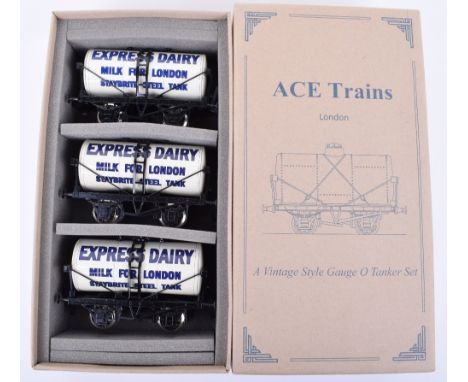 EXPRESS DAIRY
MILK FOR LONDON
STAYBRITE STEEL TANK
EXPRESS DAIRY
MILK FOR LONDON
STAYBRITE STEEL TANK
EXPRESS DAIRY
MILK FOR LONDON
STAYBRITE STEEL TANK
ACE Trains
London
A Vintage Style Gauge O Tanker Set